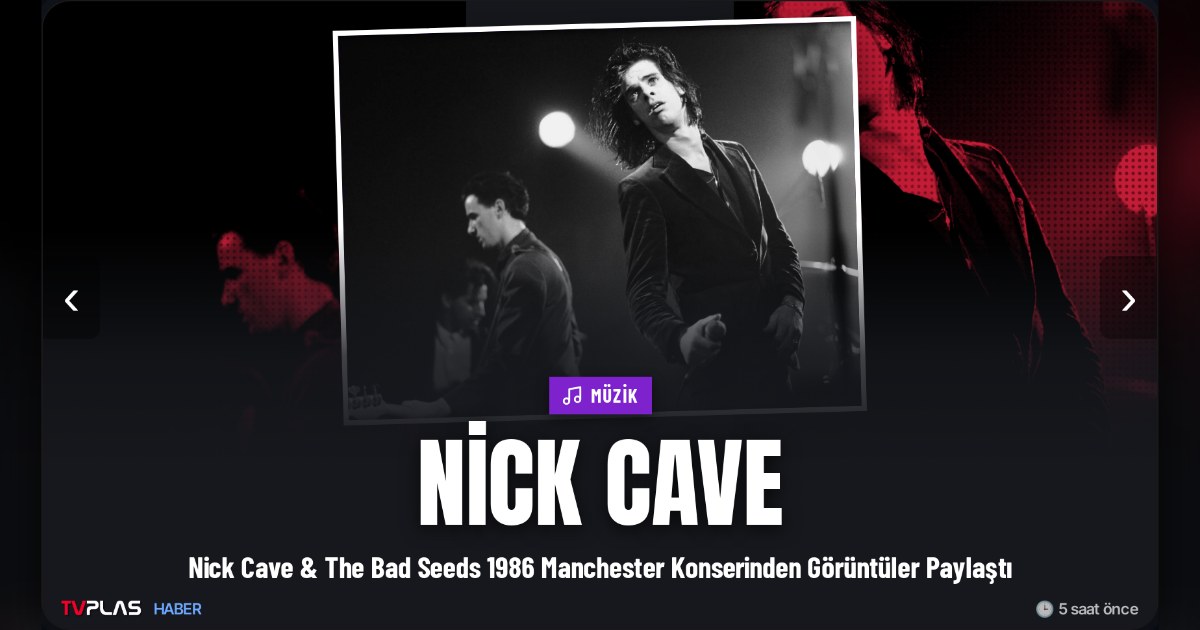 MÜZİK
NİCK CAVE
Nick Cave & The Bad Seeds 1986 Manchester Konserinden Görüntüler Paylaştı
TVPLAS HABER
5 saat önce